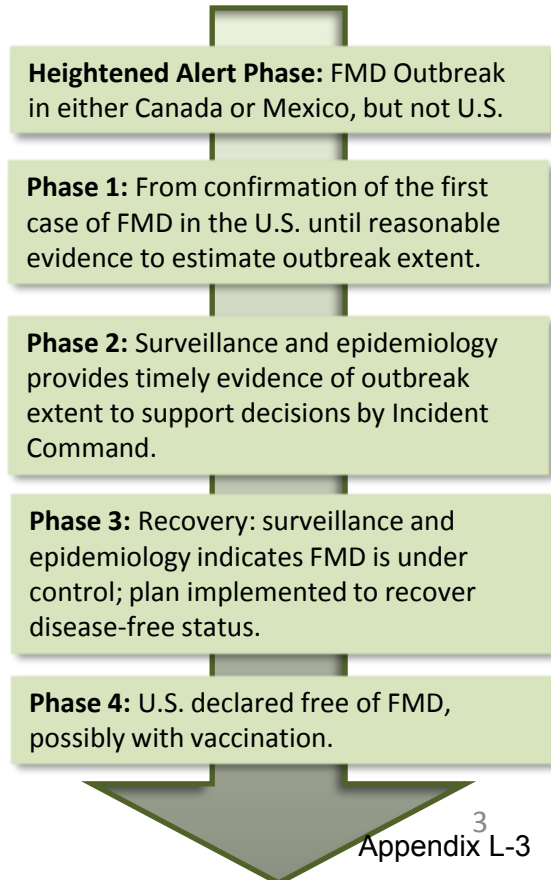 Heightened Alert Phase: FMD Outbreak
in either Canada or Mexico, but not U.S.
Phase 1: From confirmation of the first
case of FMD in the U.S. until reasonable
evidence to estimate outbreak extent.
Phase 2: Surveillance and epidemiology
provides timely evidence of outbreak
extent to support decisions by Incident
Command.
Phase 3: Recovery: surveillance and
epidemiology indicates FMD is under
control; plan implemented to recover
disease-free status.
Phase 4: U.S. declared free of FMD,
possibly with vaccination.
3
Appendix L-3